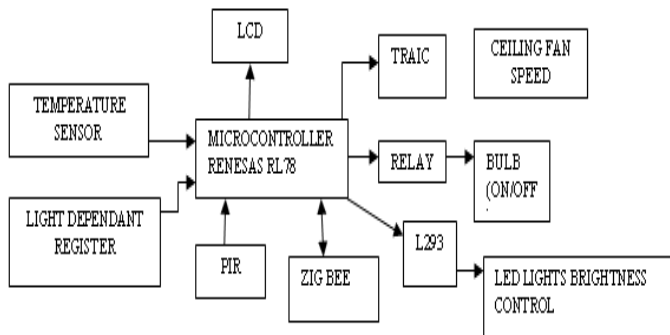 LCD
TRAIC
CEILING FAN
SPEED
TEMPERATURE
SENSOR
MICROCONTROLLER
RENESAS RL78
RELAY
BULB
(ON/OFF
LIGHT DEPENDANT
REGISTER
PIR
ZIG BEE
L293
LED LIGHTS BRIGHTNESS
CONTROL